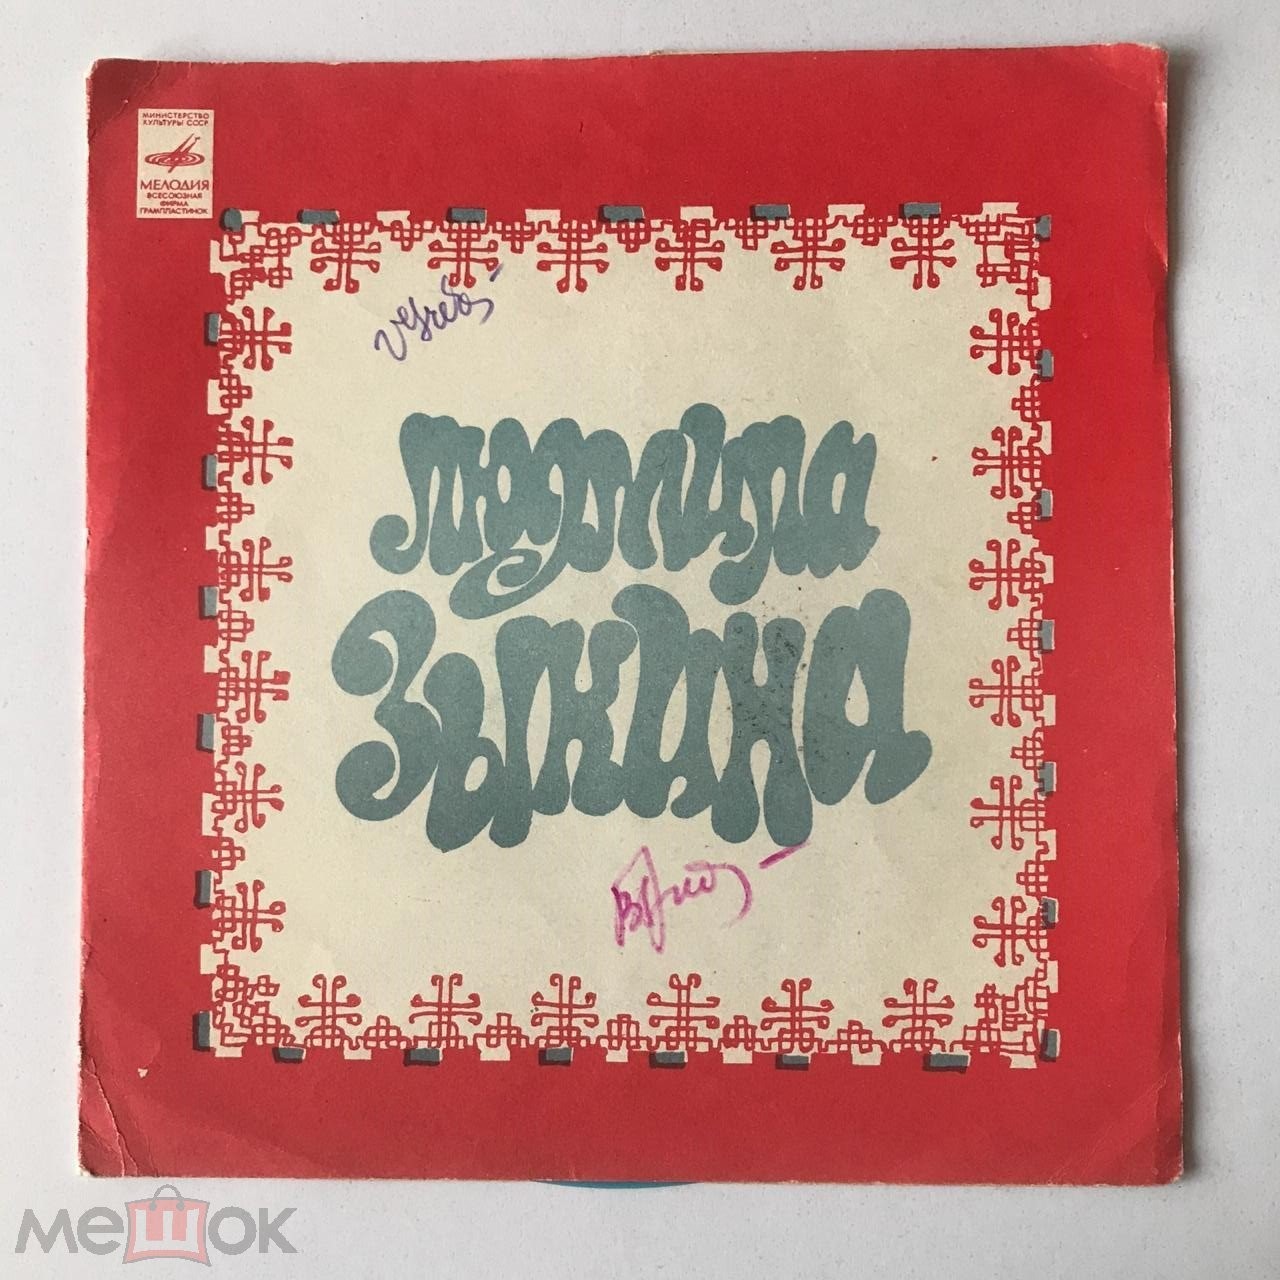 МИНИСТЕРСТВО
КУЛЬТУРЫ СССР
МЕЛОДИЯ
ВСЕСОЮЗНАЯ
ФИРМА
ГРАМПЛАСТИНОК
Людмила
Зыкина
мешок